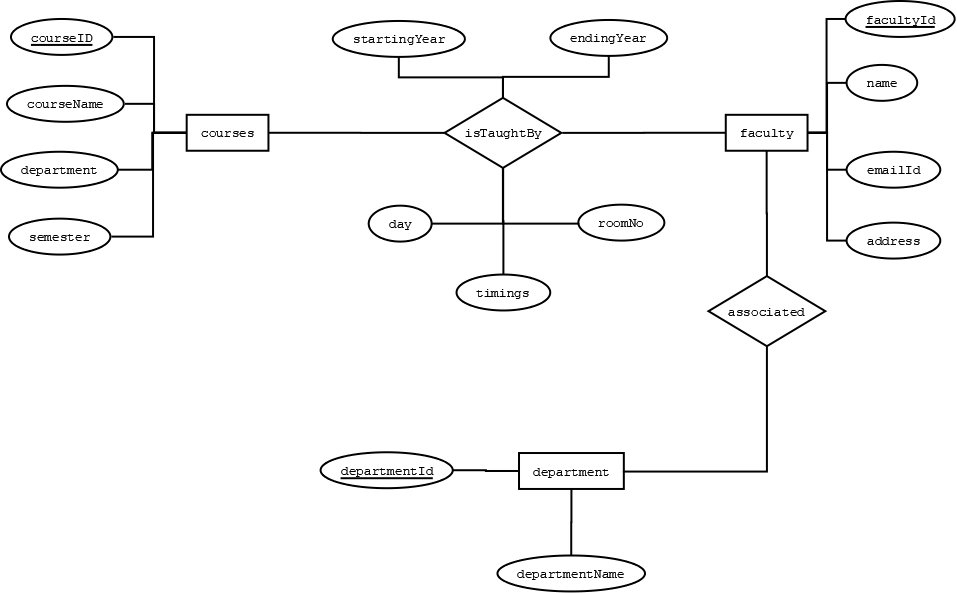 courseID
courseName
department
semester
courses
startingYear
endingYear
isTaughtBy
day
roomNo
timings
faculty
facultyId
name
emailId
address
associated
departmentId
department
departmentName